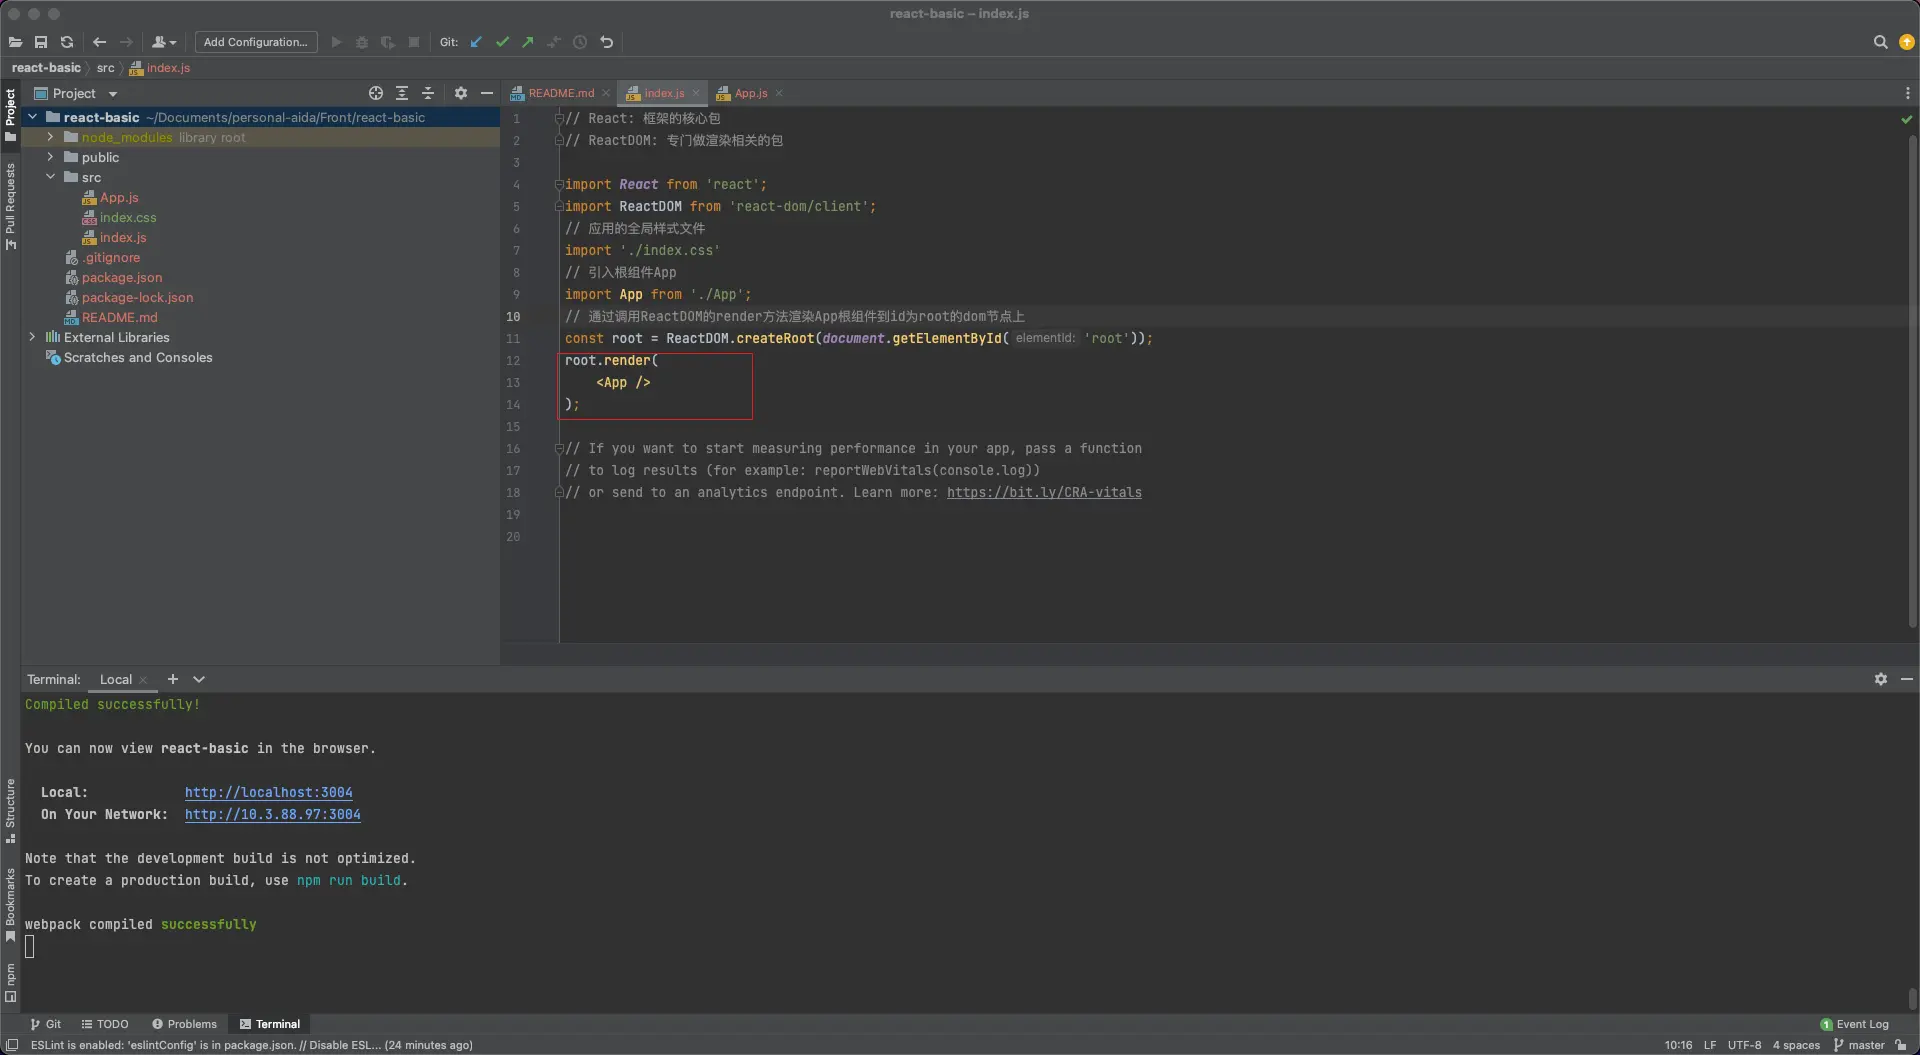 react-basic – index.js
Add Configuration...
Git:
react-basic
src
index.js
Project
README.md
index.js
App.js
react-basic ~/Documents/personal-aida/Front/react-basic
node_modules library root
public
src
App.js
index.css
index.js
.gitignore
package.json
package-lock.json
README.md
External Libraries
Scratches and Consoles
Project
Pull Requests
Structure
Bookmarks
npm
1 // React: 框架的核心包
2 // ReactDOM: 专门做渲染相关的包
3
4 import React from 'react';
5 import ReactDOM from 'react-dom/client';
6 // 应用的全局样式文件
7 import './index.css'
8 // 引入根组件App
9 import App from './App';
10 // 通过调用ReactDOM的render方法渲染App根组件到id为root的dom节点上
11 const root = ReactDOM.createRoot(document.getElementById( elementId: 'root'));
12 root.render(
13 <App />
14 );
15
16 // If you want to start measuring performance in your app, pass a function
17 // to log results (for example: reportWebVitals(console.log))
18 // or send to an analytics endpoint. Learn more: https://bit.ly/CRA-vitals
19
20
Terminal: Local
Compiled successfully!
You can now view react-basic in the browser.
Local: http://localhost:3004
On Your Network: http://10.3.88.97:3004
Note that the development build is not optimized.
To create a production build, use npm run build.
webpack compiled successfully
Git
TODO
Problems
Terminal
1 Event Log
ESLint is enabled: 'eslintConfig' is in package.json. // Disable ESL... (24 minutes ago)
10:16 LF UTF-8 4 spaces master